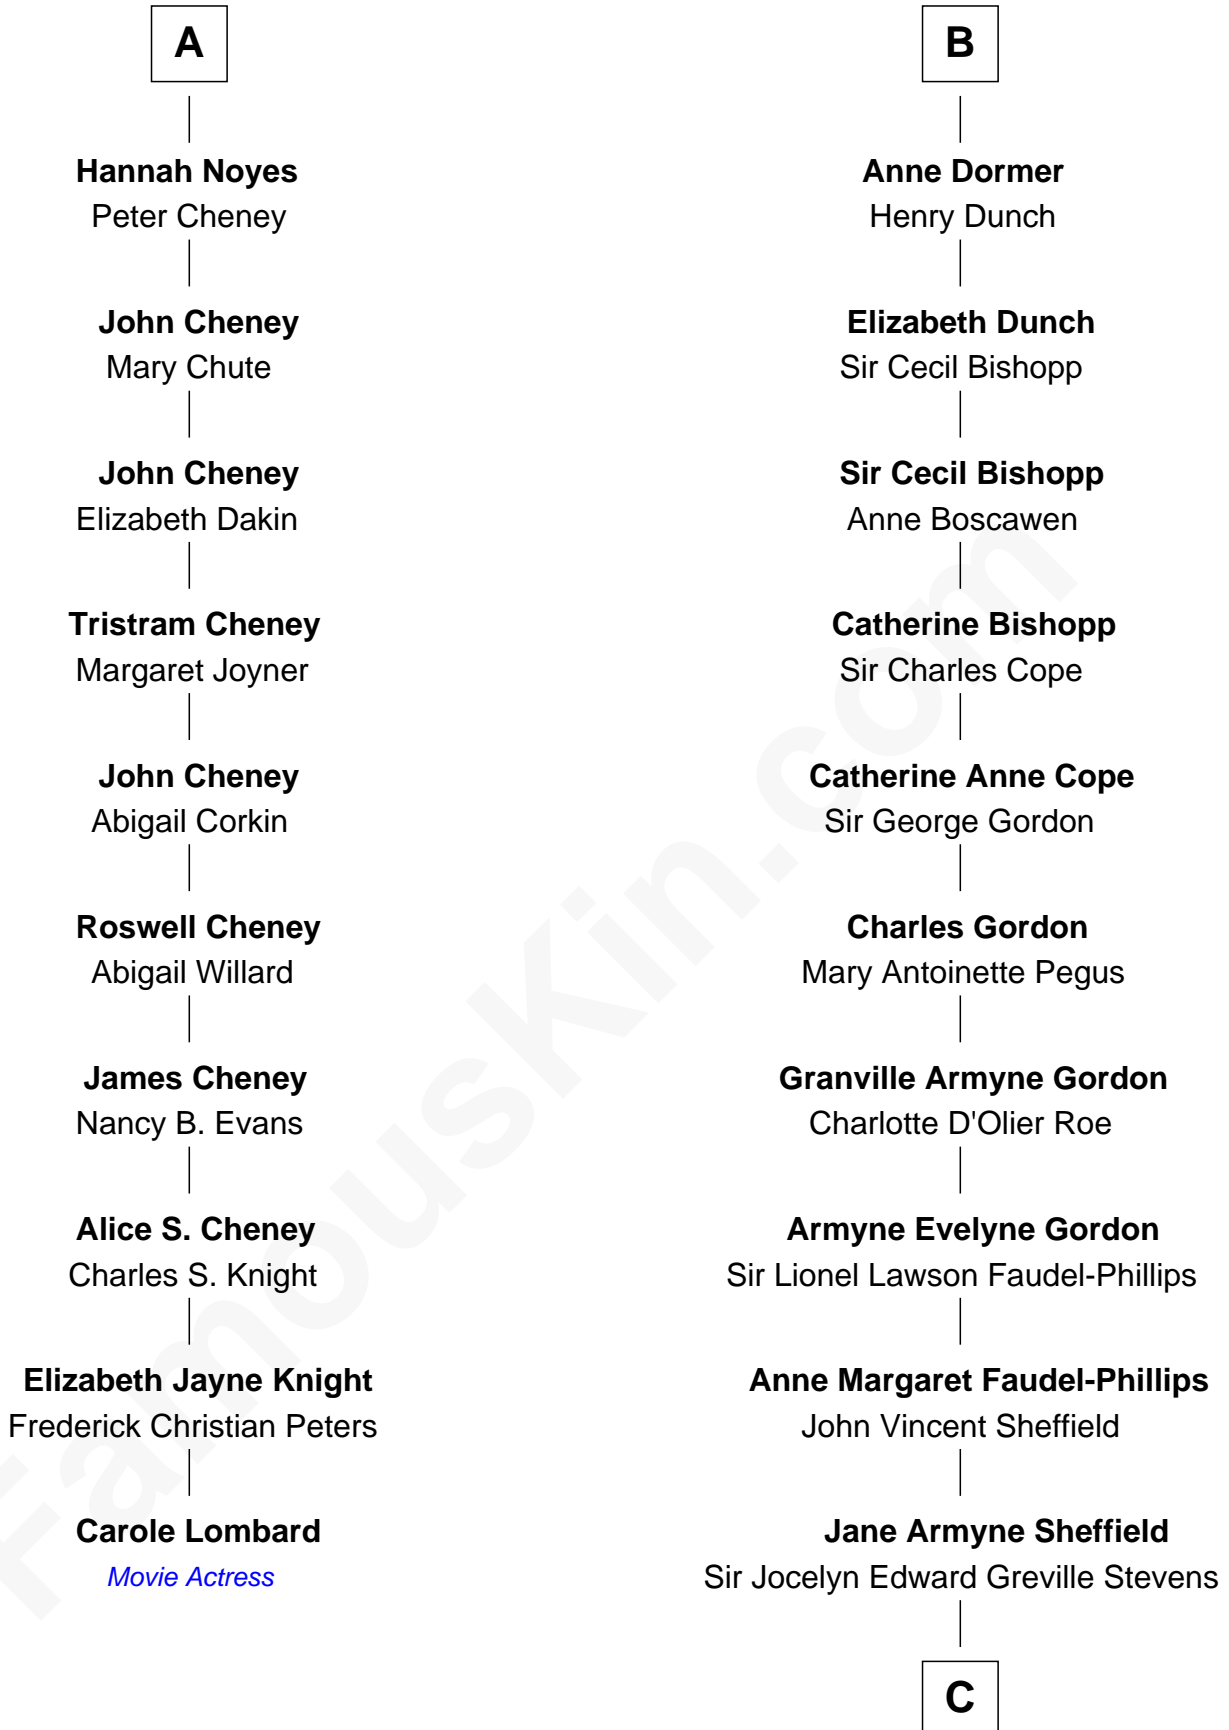 A
Hannah Noyes
Peter Cheney
John Cheney
Mary Chute
John Cheney
Elizabeth Dakin
Tristram Cheney
Margaret Joyner
John Cheney
Abigail Corkin
Roswell Cheney
Abigail Willard
James Cheney
Nancy B. Evans
Alice S. Cheney
Charles S. Knight
Elizabeth Jayne Knight
Frederick Christian Peters
Carole Lombard
Movie Actress
B
Anne Dormer
Henry Dunch
Elizabeth Dunch
Sir Cecil Bishopp
Sir Cecil Bishopp
Anne Boscawen
Catherine Bishopp
Sir Charles Cope
Catherine Anne Cope
Sir George Gordon
Charles Gordon
Mary Antoinette Pegus
Granville Armyne Gordon
Charlotte D'Olier Roe
Armyne Evelyne Gordon
Sir Lionel Lawson Faudel-Phillips
Anne Margaret Faudel-Phillips
John Vincent Sheffield
Jane Armyne Sheffield
Sir Jocelyn Edward Greville Stevens
C
FamousKin.com